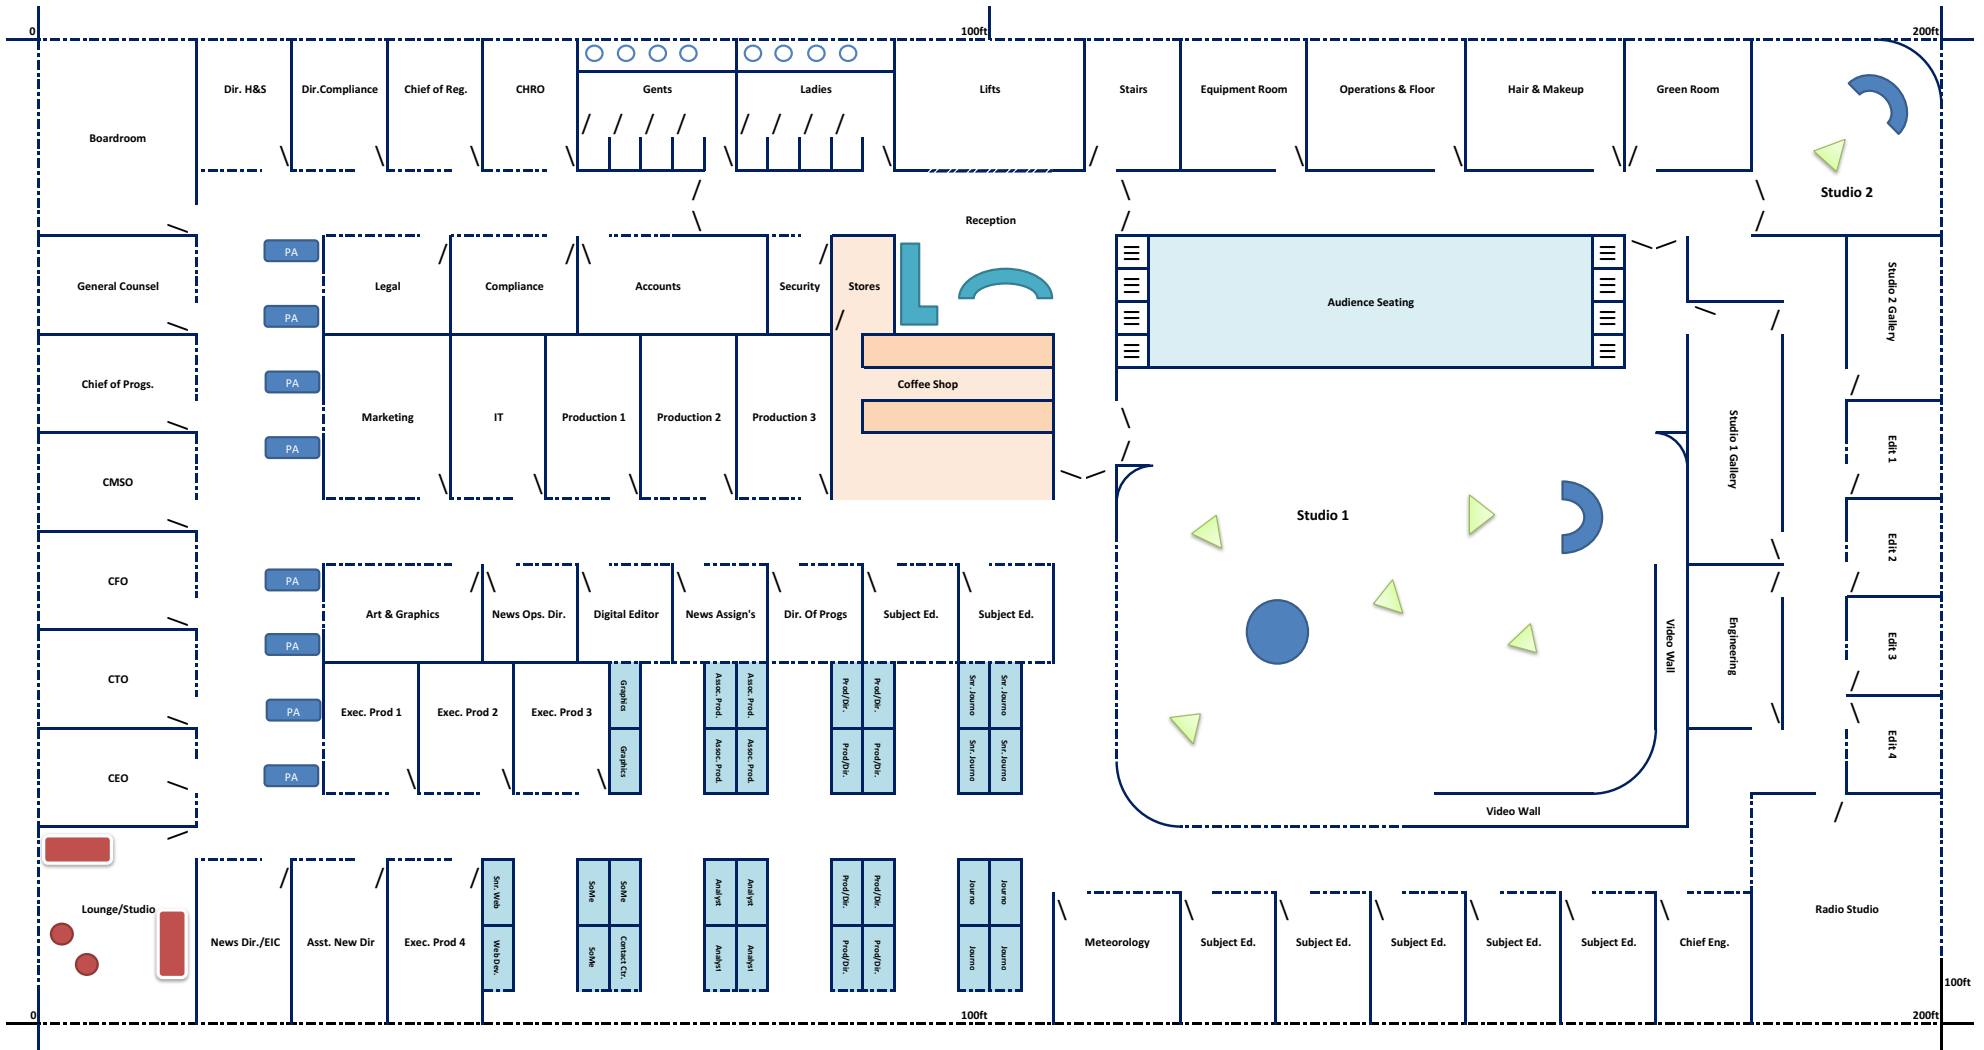 0
100ft
200ft
Dir. H&S
Dir.Compliance
Chief of Reg.
CHRO
Gents
Ladies
Lifts
Stairs
Equipment Room
Operations & Floor
Hair & Makeup
Green Room
Boardroom
Studio 2
Reception
PA
General Counsel
Legal
Compliance
Accounts
Security
Stores
Audience Seating
Studio 2 Gallery
PA
PA
Chief of Progs.
Coffee Shop
Marketing
IT
Production 1
Production 2
Production 3
Studio 1 Gallery
Edit 1
PA
CMSO
Studio 1
Edit 2
CFO
PA
Art & Graphics
News Ops. Dir.
Digital Editor
News Assign's
Dir. Of Progs
Subject Ed.
Subject Ed.
Video Wall
Engineering
Edit 3
PA
CTO
PA
Exec. Prod 1
Exec. Prod 2
Exec. Prod 3
Graphics
Assoc. Prod.
Assoc. Prod.
Prod/Dir.
Prod/Dir.
Snr. Journo
Snr. Journo
Edit 4
CEO
PA
Graphics
Assoc. Prod.
Assoc. Prod.
Prod/Dir.
Prod/Dir.
Snr. Journo
Snr. Journo
Video Wall
Lounge/Studio
Snr. Web
SoMe
SoMe
Analyst
Analyst
Prod/Dir.
Prod/Dir.
Journo
Journo
Radio Studio
News Dir./EIC
Asst. New Dir
Exec. Prod 4
Web Dev.
SoMe
Contact Ctr.
Analyst
Analyst
Prod/Dir.
Prod/Dir.
Journo
Journo
Meteorology
Subject Ed.
Subject Ed.
Subject Ed.
Subject Ed.
Subject Ed.
Chief Eng.
100ft
0
100ft
200ft